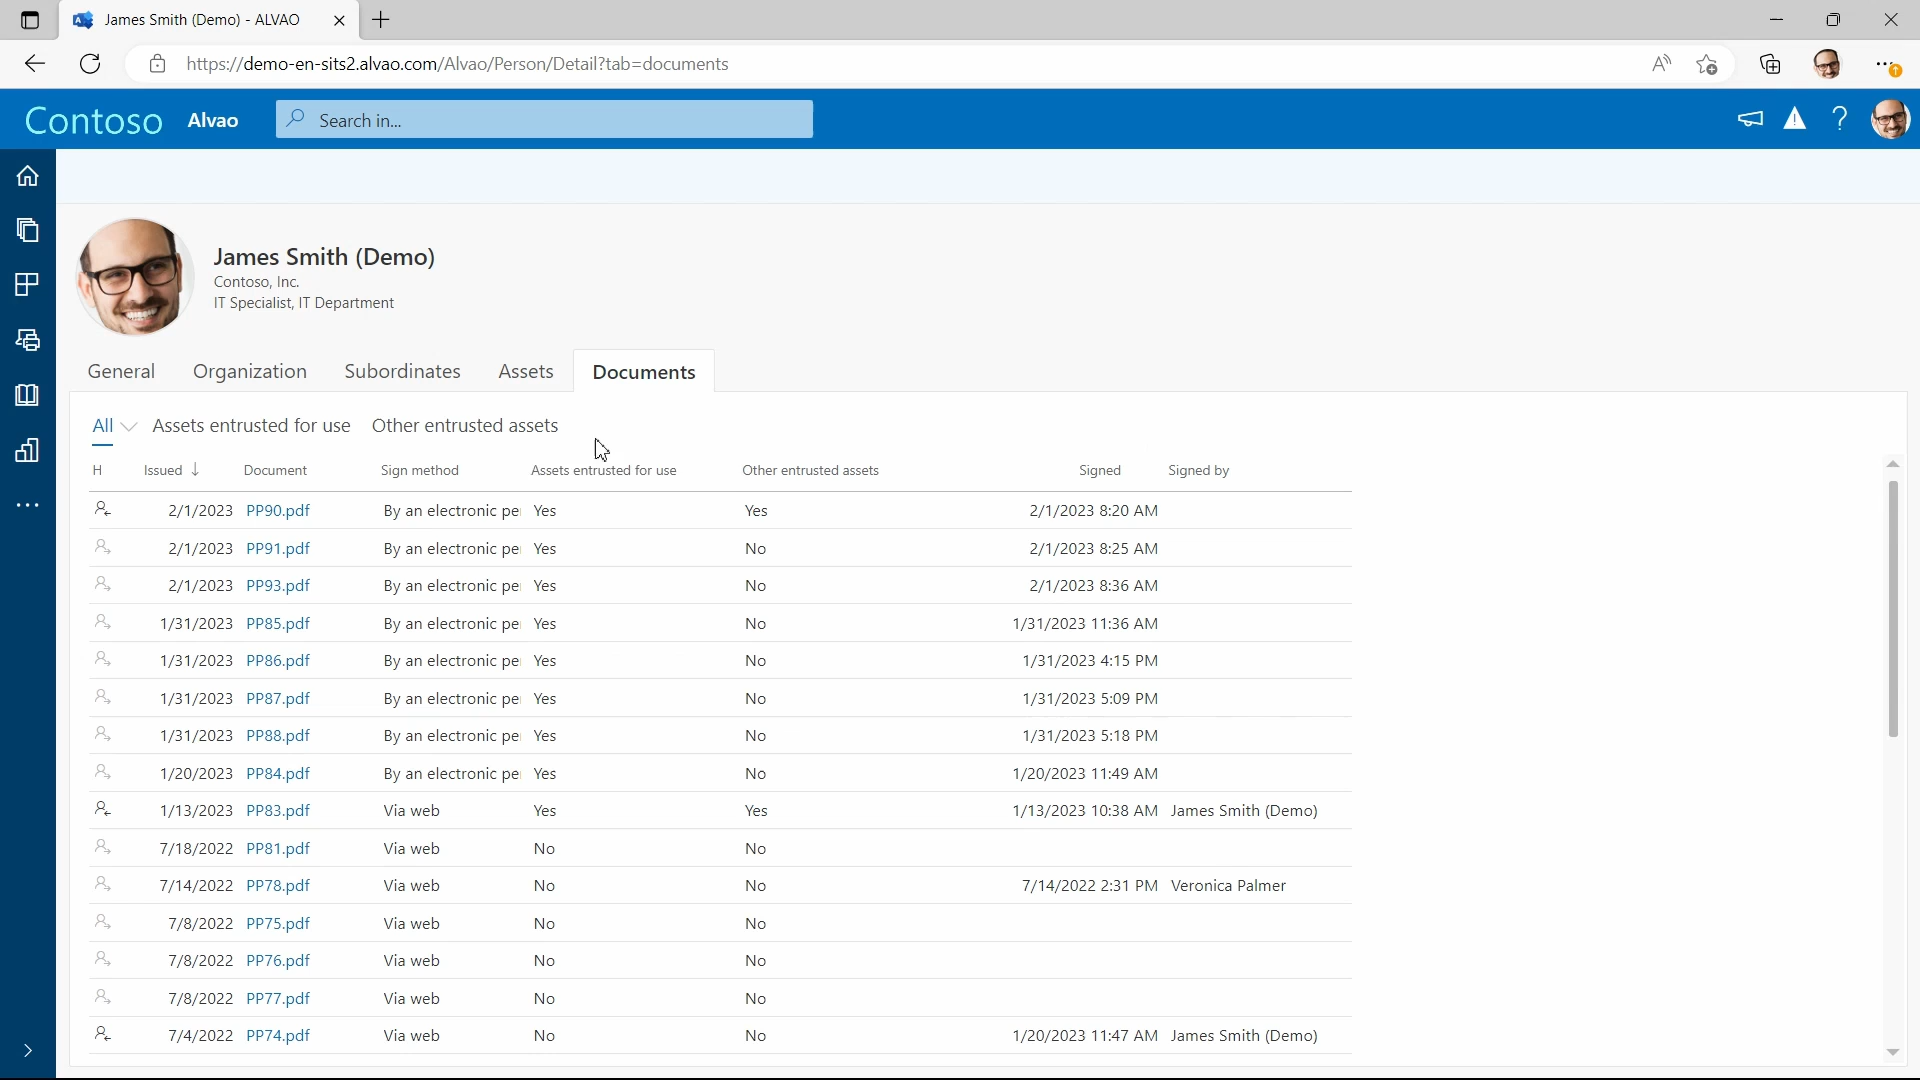 James Smith (Demo) - ALVAO
https://demo-en-sits2.alvao.com/Alvao/Person/Detail?tab=documents
Contoso Alvao Search in...
James Smith (Demo)
Contoso, Inc.
IT Specialist, IT Department
General Organization Subordinates Assets Documents
All Assets entrusted for use Other entrusted assets
H Issued ↓ Document Sign method Assets entrusted for use Other entrusted assets Signed Signed by
2/1/2023 PP90.pdf By an electronic pe Yes Yes 2/1/2023 8:20 AM
2/1/2023 PP91.pdf By an electronic pe Yes No 2/1/2023 8:25 AM
2/1/2023 PP93.pdf By an electronic pe Yes No 2/1/2023 8:36 AM
1/31/2023 PP85.pdf By an electronic pe Yes No 1/31/2023 11:36 AM
1/31/2023 PP86.pdf By an electronic pe Yes No 1/31/2023 4:15 PM
1/31/2023 PP87.pdf By an electronic pe Yes No 1/31/2023 5:09 PM
1/31/2023 PP88.pdf By an electronic pe Yes No 1/31/2023 5:18 PM
1/20/2023 PP84.pdf By an electronic pe Yes No 1/20/2023 11:49 AM
1/13/2023 PP83.pdf Via web Yes Yes 1/13/2023 10:38 AM James Smith (Demo)
7/18/2022 PP81.pdf Via web No No
7/14/2022 PP78.pdf Via web No No 7/14/2022 2:31 PM Veronica Palmer
7/8/2022 PP75.pdf Via web No No
7/8/2022 PP76.pdf Via web No No
7/8/2022 PP77.pdf Via web No No
7/4/2022 PP74.pdf Via web No No 1/20/2023 11:47 AM James Smith (Demo)